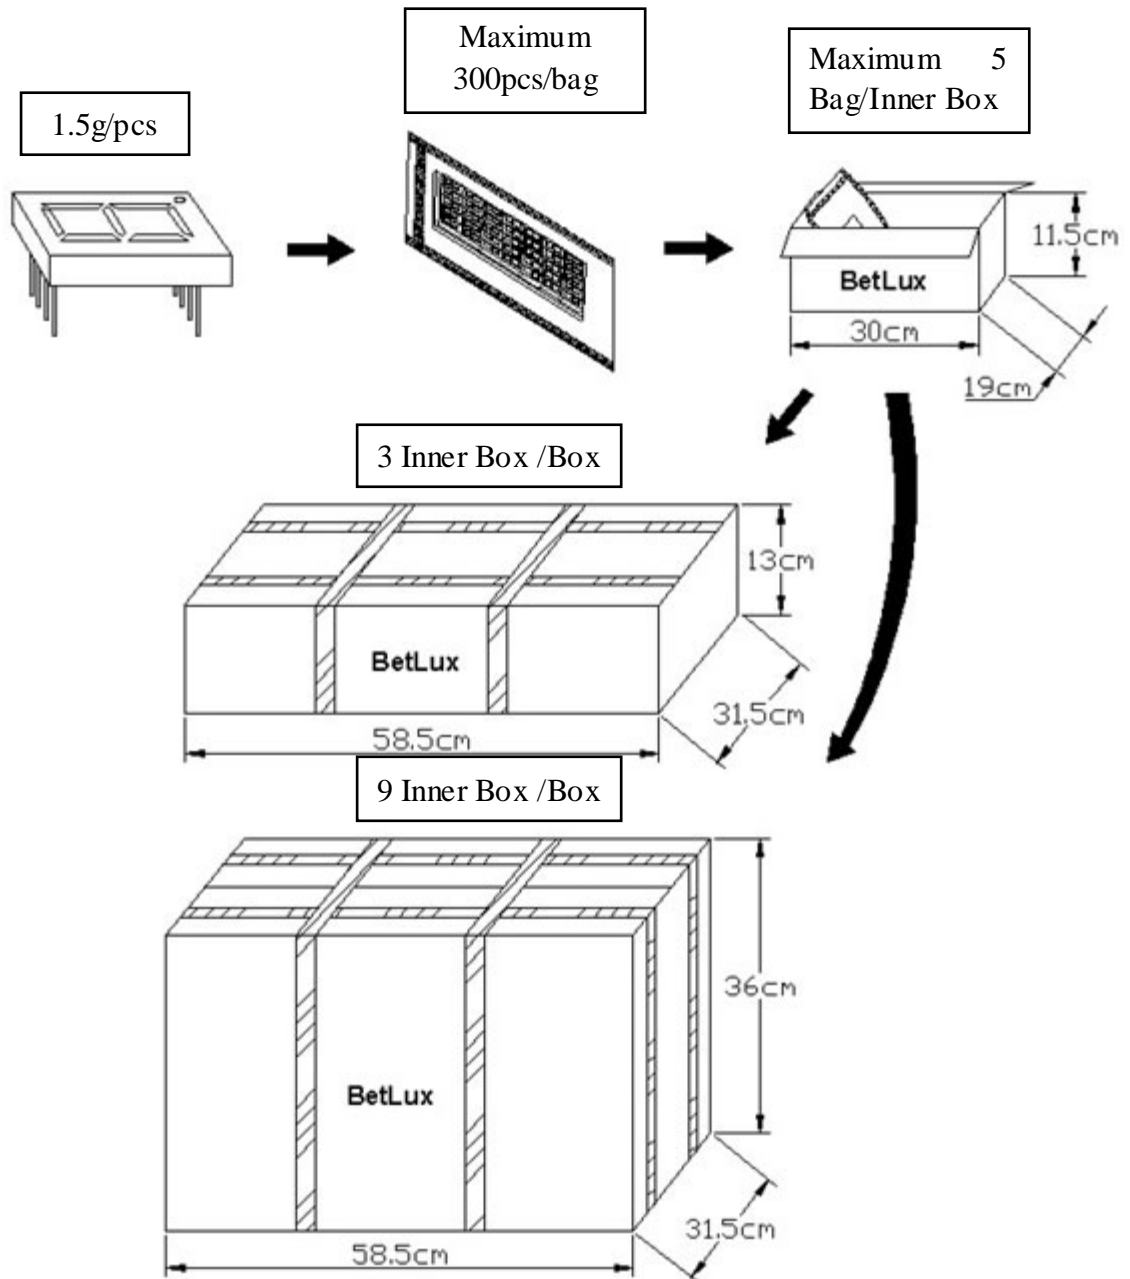 1.5g/pcs
Maximum
300pcs/bag
Maximum 5
Bag/Inner Box
BetLux
11.5cm
30cm
19cm
3 Inner Box /Box
BetLux
13cm
31.5cm
58.5cm
9 Inner Box /Box
BetLux
36cm
31.5cm
58.5cm